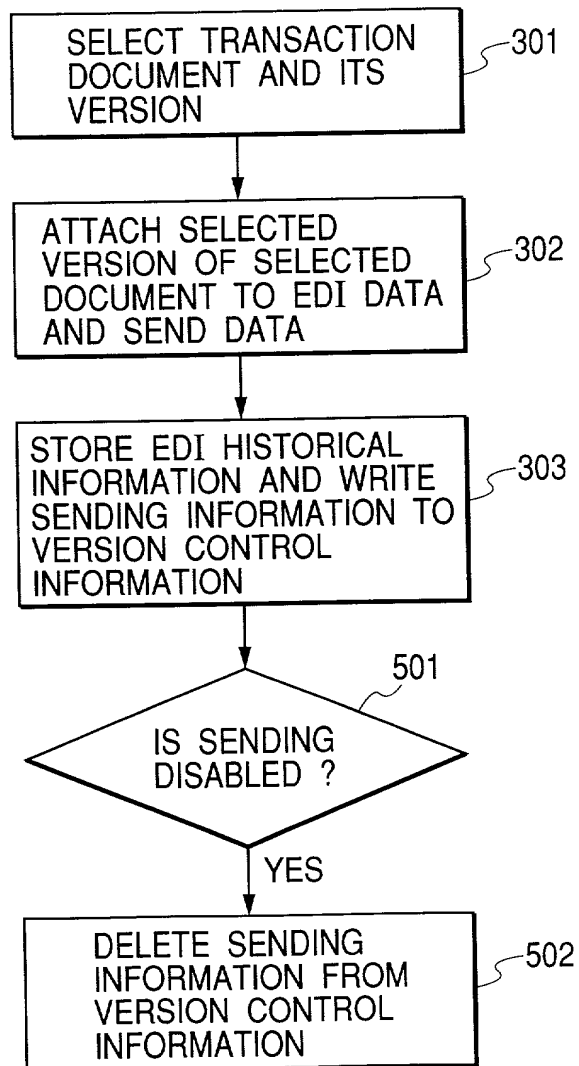 SELECT TRANSACTION
DOCUMENT AND ITS
VERSION
301
ATTACH SELECTED
VERSION OF SELECTED
DOCUMENT TO EDI DATA
AND SEND DATA
302
STORE EDI HISTORICAL
INFORMATION AND WRITE
SENDING INFORMATION TO
VERSION CONTROL
INFORMATION
303
501
IS SENDING
DISABLED ?
YES
DELETE SENDING
INFORMATION FROM
VERSION CONTROL
INFORMATION
502